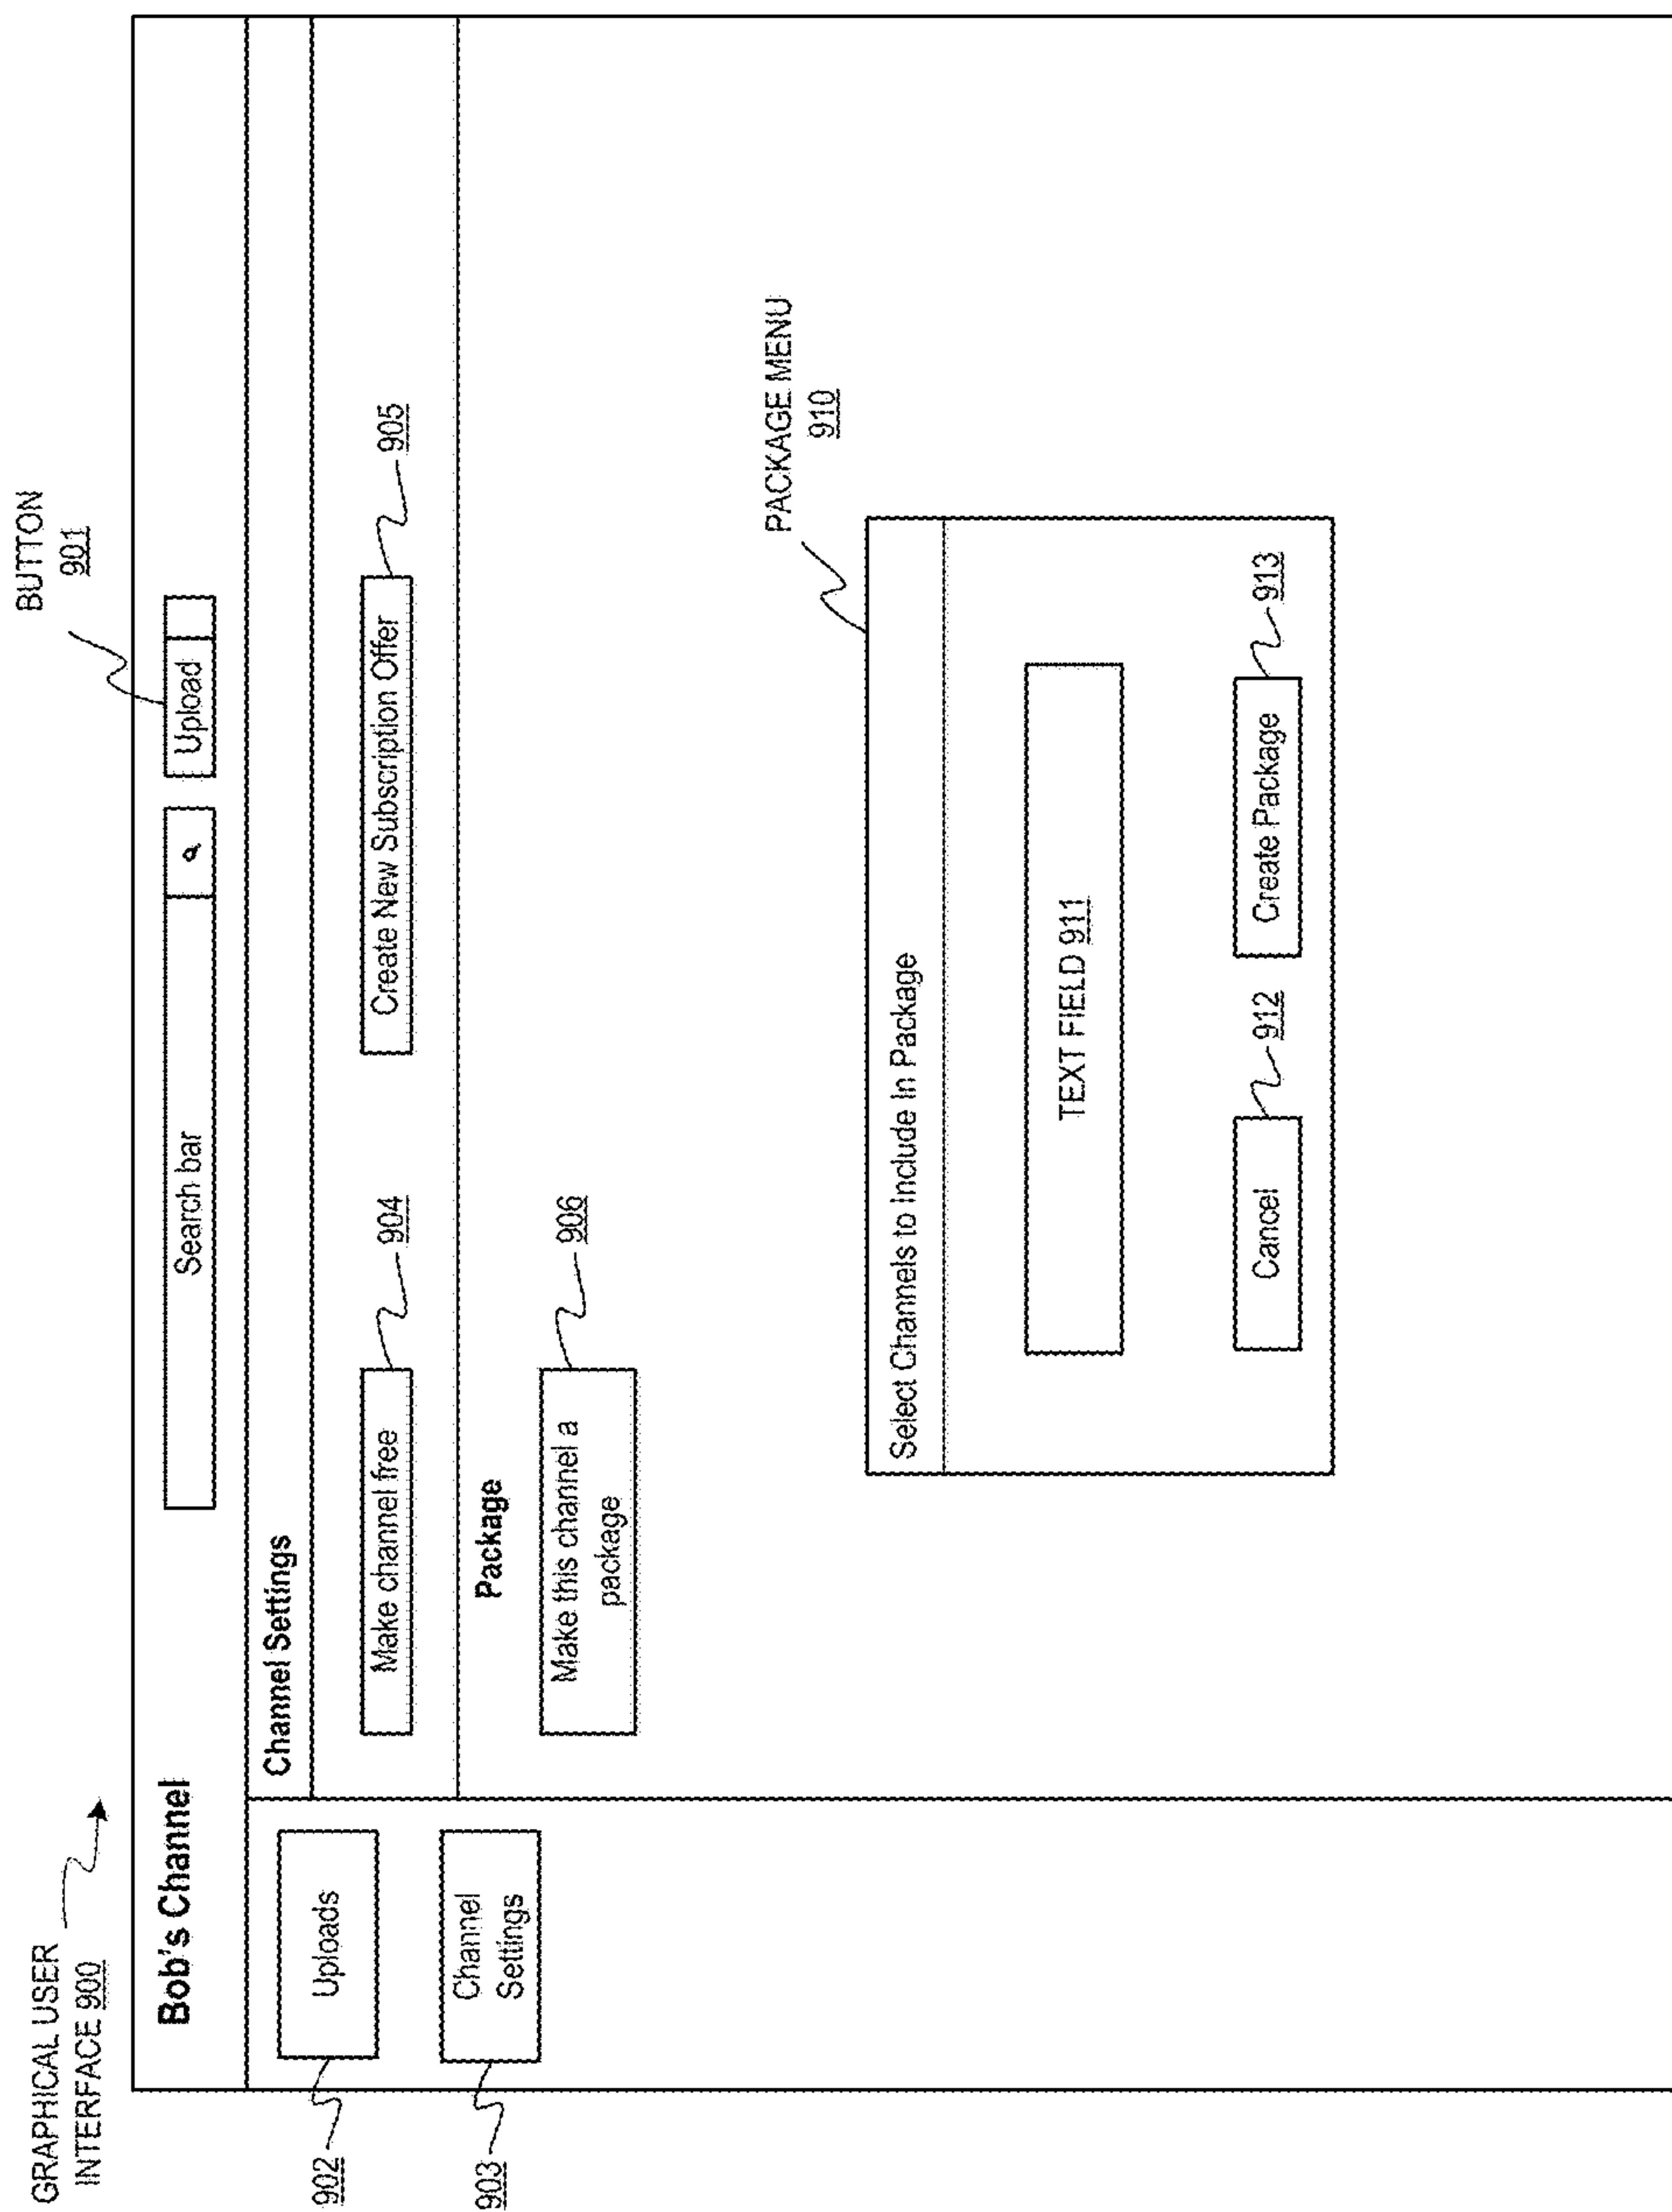 GRAPHICAL USER
INTERFACE 900
BUTTON
901
Bob's Channel
Search bar
Upload
902
Uploads
903
Channel
Settings
Channel Settings
Make channel free
904
Create New Subscription Offer
905
Package
Make this channel a
package
906
PACKAGE MENU
910
Select Channels to Include In Package
TEXT FIELD 911
Cancel
912
Create Package
913